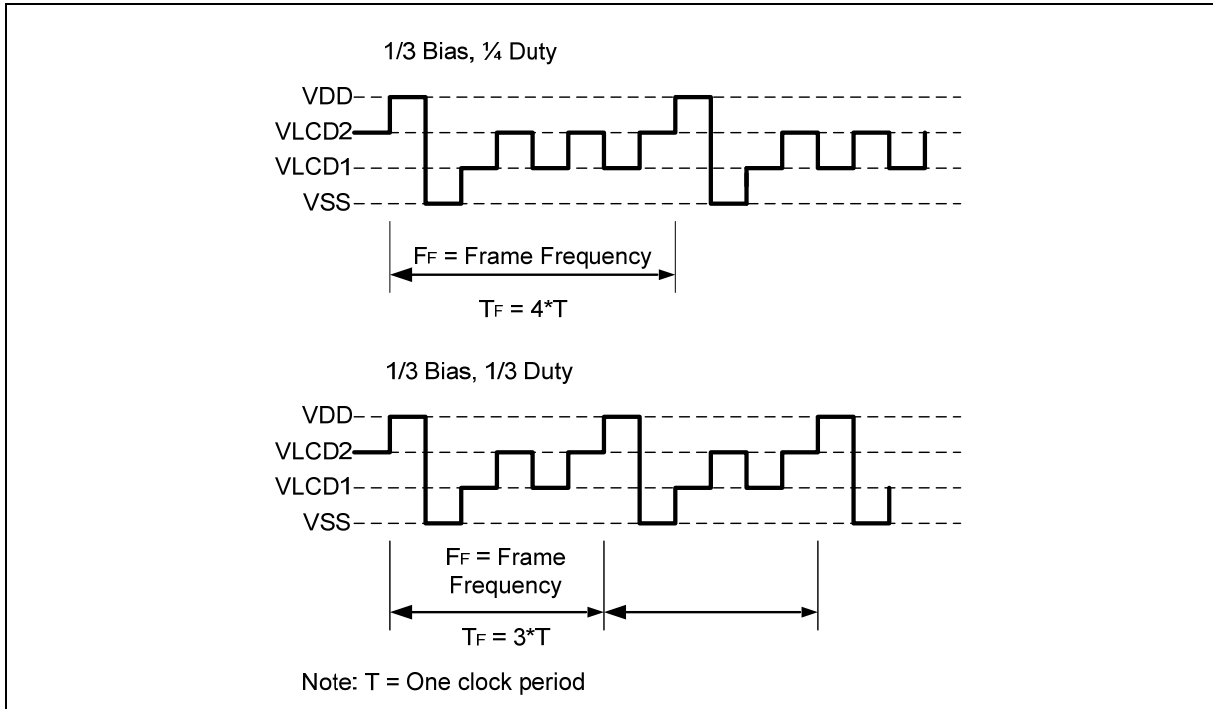 1/3 Bias, ¼ Duty
VDD
VLCD2
VLCD1
VSS
FF = Frame Frequency
TF = 4*T
1/3 Bias, 1/3 Duty
VDD
VLCD2
VLCD1
VSS
FF = Frame
Frequency
TF = 3*T
Note: T = One clock period